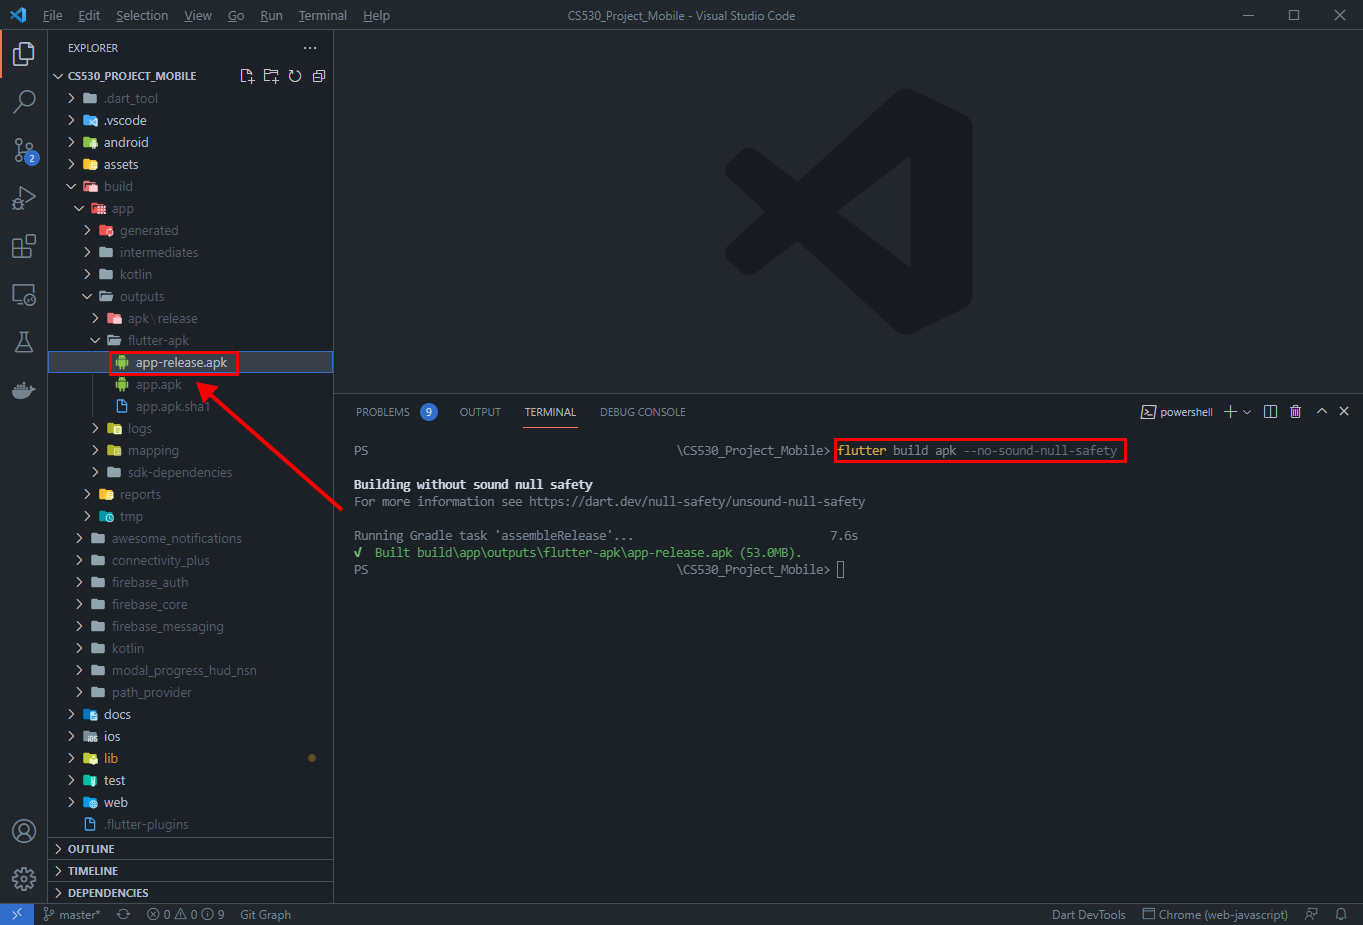 File Edit Selection View Go Run Terminal Help
CS530_Project_Mobile - Visual Studio Code
EXPLORER
CS530_PROJECT_MOBILE
.dart_tool
.vscode
android
assets
build
app
generated
intermediates
kotlin
outputs
apk \ release
flutter-apk
app-release.apk
app.apk
app.apk.sha1
logs
mapping
sdk-dependencies
reports
tmp
awesome_notifications
connectivity_plus
firebase_auth
firebase_core
firebase_messaging
kotlin
modal_progress_hud_nsn
path_provider
docs
ios
lib
test
web
.flutter-plugins
OUTLINE
TIMELINE
DEPENDENCIES
2
PROBLEMS 9 OUTPUT TERMINAL DEBUG CONSOLE
powershell
PS \CS530_Project_Mobile> flutter build apk --no-sound-null-safety
Building without sound null safety
For more information see https://dart.dev/null-safety/unsound-null-safety
Running Gradle task 'assembleRelease'... 7.6s
√ Built build\app\outputs\flutter-apk\app-release.apk (53.0MB).
PS \CS530_Project_Mobile>
master* 0 0 9 Git Graph
Dart DevTools Chrome (web-javascript)